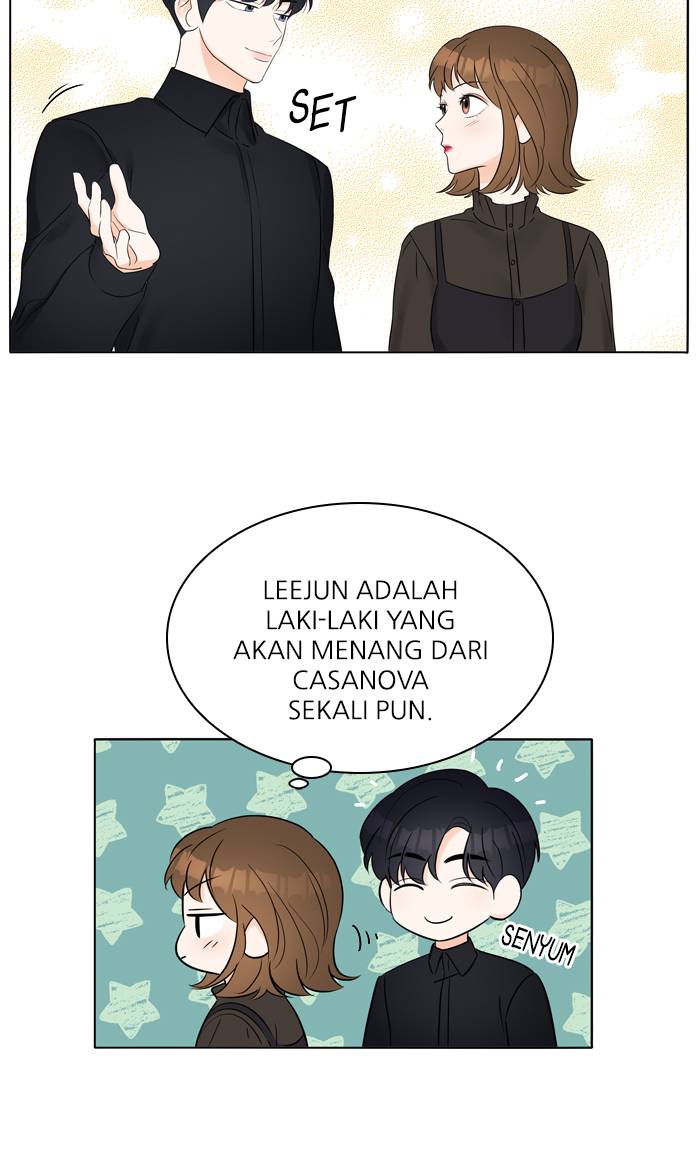 SET
LEEJUN ADALAH
LAKI-LAKI YANG
AKAN MENANG DARI
CASANOVA
SEKALI PUN.
SENYUM